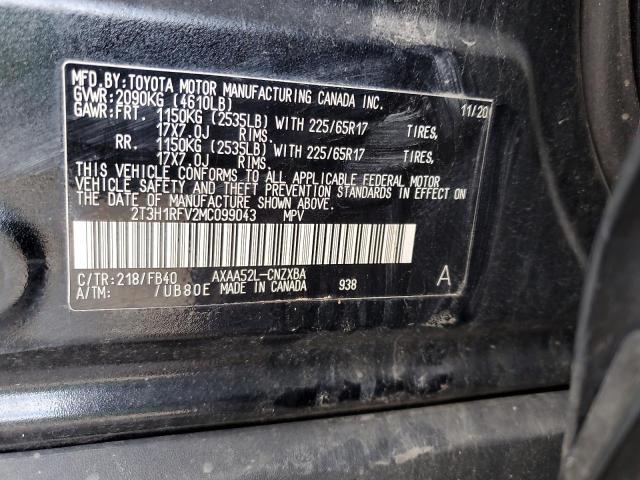 MFD.BY:TOYOTA MOTOR MANUFACTURING CANADA INC.
GVWR:2090KG (4610LB) 11/20
GAWR:FRT. 1150KG (2535LB) WITH 225/65R17 TIRES,
17X7.0J RIMS.
RR. 1150KG (2535LB) WITH 225/65R17 TIRES,
17X7.0J RIMS.
THIS VEHICLE CONFORMS TO ALL APPLICABLE FEDERAL MOTOR
VEHICLE SAFETY AND THEFT PREVENTION STANDARDS IN EFFECT ON
THE DATE OF MANUFACTURE SHOWN ABOVE.
2T3H1RFV2MC099043 MPV
C/TR:218/FB40 AXAA52L-CNZXBA
A/TM: /UB80E MADE IN CANADA 938 A